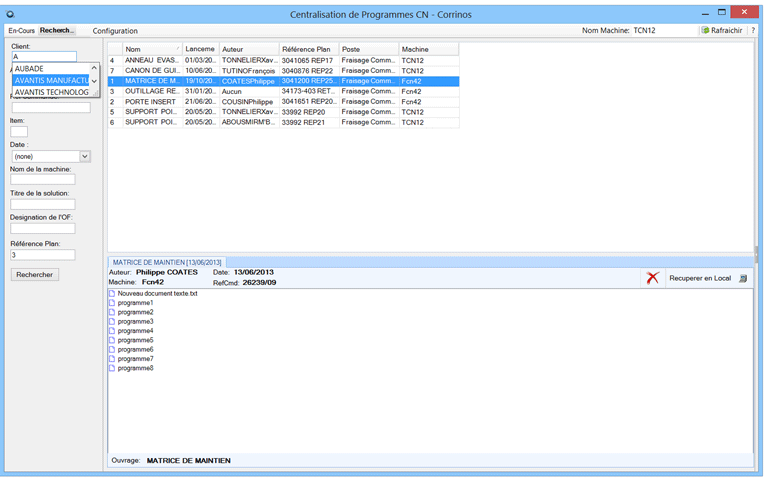 Centralisation de Programmes CN - Corrinos
En-Cours Recherch... Configuration Nom Machine: TCN12 Rafraichir ?
Client:
A
AUBADE
AVANTIS MANUFACTU
AVANTIS TECHNOLOG
Item:
Date :
(none)
Nom de la machine:
Titre de la solution:
Designation de l'OF:
Référence Plan:
3
Rechercher
Nom Lanceme Auteur Référence Plan Poste Machine
4 ANNEAU EVAS... 01/03/20... TONNELIERXav... 3041065 REP17 Fraisage Comm... TCN12
7 CANON DE GUI... 10/06/20... TUTINOFrançois 3040876 REP22 Fraisage Comm... TCN12
1 MATRICE DE M... 19/10/20... COATESPhilippe 3041200 REP25... Fraisage Comm... Fcn42
3 OUTILLAGE RE... 31/01/20... Aucun 34173-403 RET... Fraisage Comm... Fcn42
2 PORTE INSERT 21/06/20... COUSINPhilippe 3041651 REP20... Fraisage Comm... Fcn42
5 SUPPORT POI... 20/05/20... TONNELIERXav... 33992 REP20 Fraisage Comm... TCN12
6 SUPPORT POI... 20/05/20... ABOUSMIRM'B... 33992 REP21 Fraisage Comm... TCN12
MATRICE DE MAINTIEN [13/06/2013]
Auteur: Philippe COATES Date: 13/06/2013
Machine: Fcn42 RefCmd: 26239/09
Recuperer en Local
Nouveau document texte.txt
programme1
programme2
programme3
programme4
programme5
programme6
programme7
programme8
Ouvrage: MATRICE DE MAINTIEN